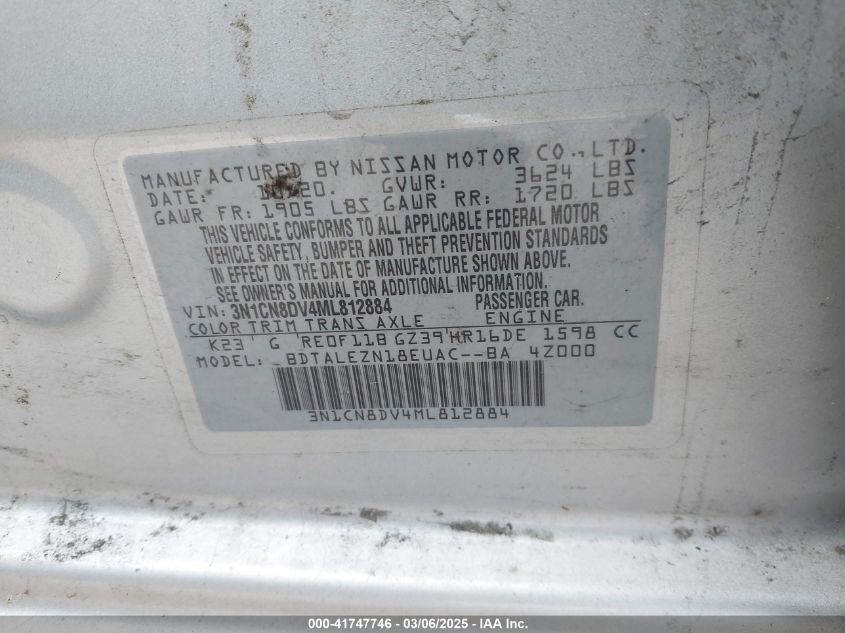 MANUFACTURED BY NISSAN MOTOR CO.,LTD.
DATE: 20. GVWR: 3624 LBS
GAWR FR: 1905 LBS GAWR RR: 1720 LBS
THIS VEHICLE CONFORMS TO ALL APPLICABLE FEDERAL MOTOR
VEHICLE SAFETY, BUMPER AND THEFT PREVENTION STANDARDS
IN EFFECT ON THE DATE OF MANUFACTURE SHOWN ABOVE.
SEE OWNER'S MANUAL FOR ADDITIONAL INFORMATION.
VIN: 3N1CN8DV4ML812884 PASSENGER CAR.
COLOR TRIM TRANS AXLE ENGINE
K23 G RE0F11B GZ39 HR16DE 1598 CC
MODEL: BDTALEZN18EUAC--BA 4Z000
3N1CN8DV4ML812884
000-41747746 - 03/06/2025 - IAA Inc.